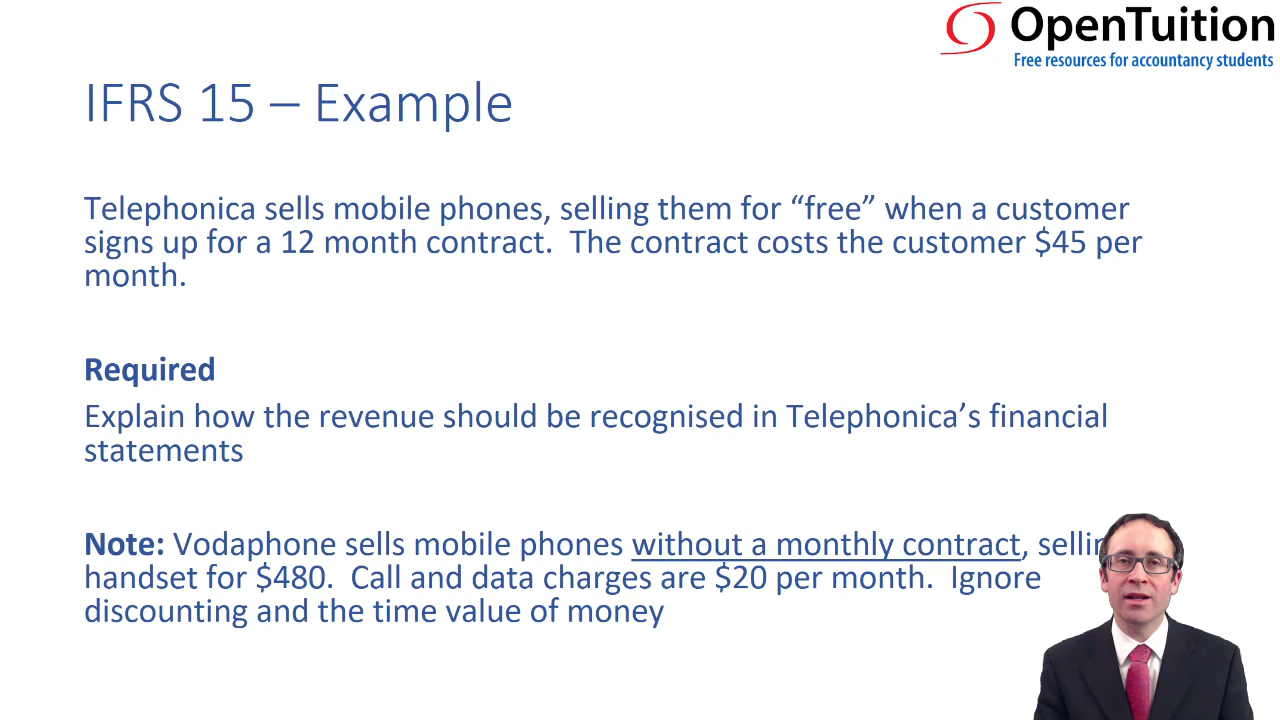 OpenTuition
Free resources for accountancy students
IFRS 15 – Example
Telephonica sells mobile phones, selling them for “free” when a customer
signs up for a 12 month contract.  The contract costs the customer $45 per
month.
Required
Explain how the revenue should be recognised in Telephonica’s financial
statements
Note: Vodaphone sells mobile phones without a monthly contract,
handset for $480.  Call and data charges are $20 per month.  Ignore
discounting and the time value of money